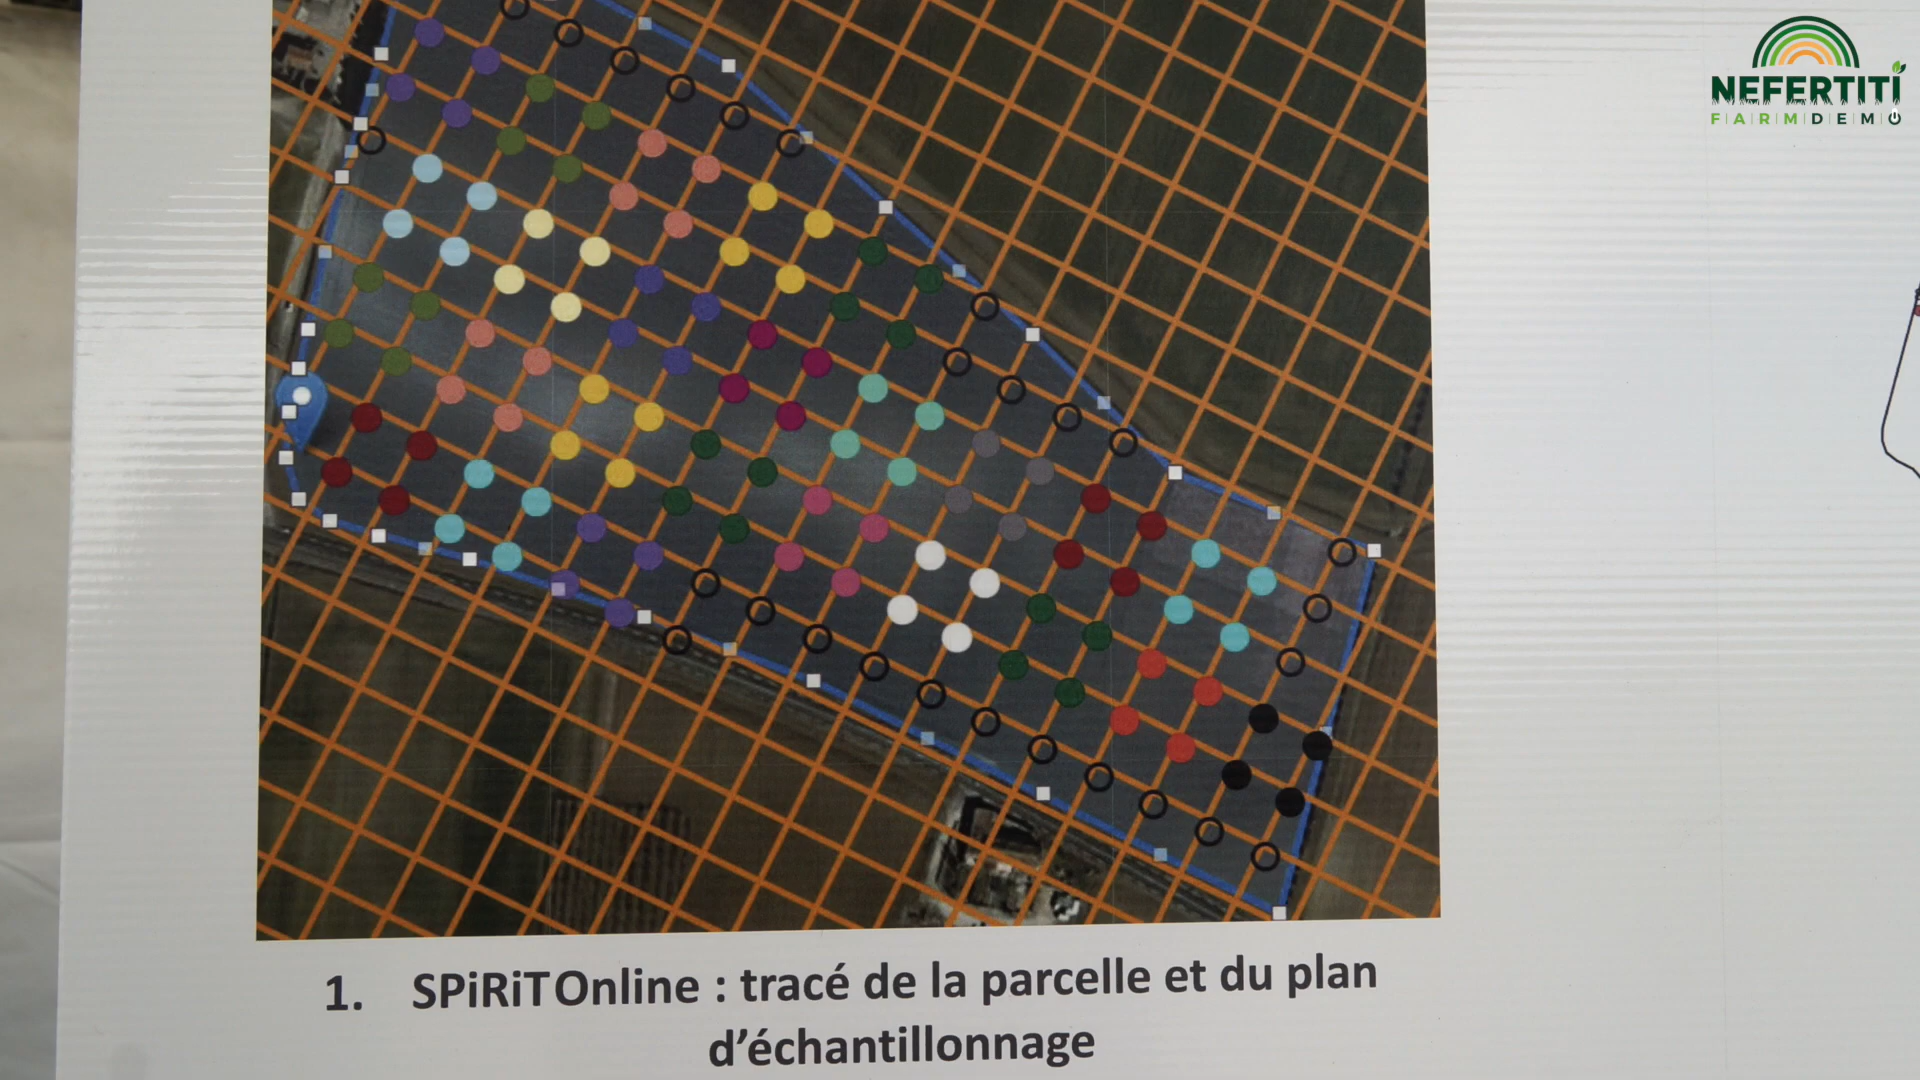 NEFERTITI
FARMDEMO
1. SPiRiTOnline : tracé de la parcelle et du plan
d’échantillonnage